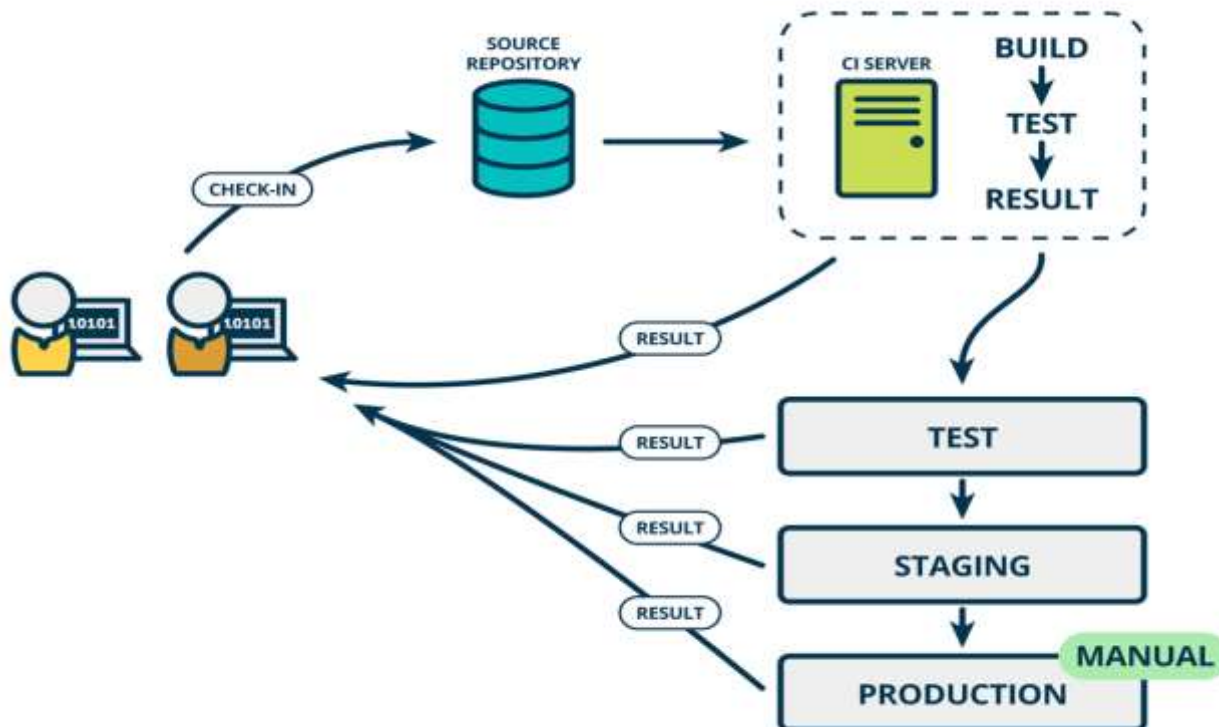 SOURCE
REPOSITORY
CI SERVER
BUILD
TEST
RESULT
CHECK-IN
10101
10101
RESULT
RESULT
TEST
RESULT
STAGING
RESULT
MANUAL
PRODUCTION